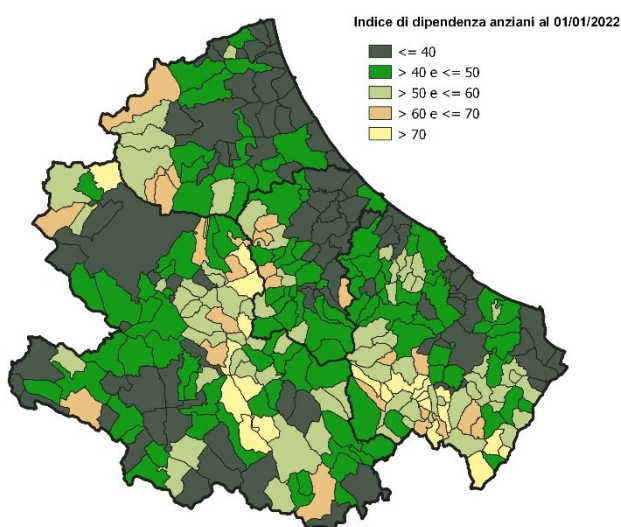 Indice di dipendenza anziani al 01/01/2022
<= 40
> 40 e <= 50
> 50 e <= 60
> 60 e <= 70
> 70